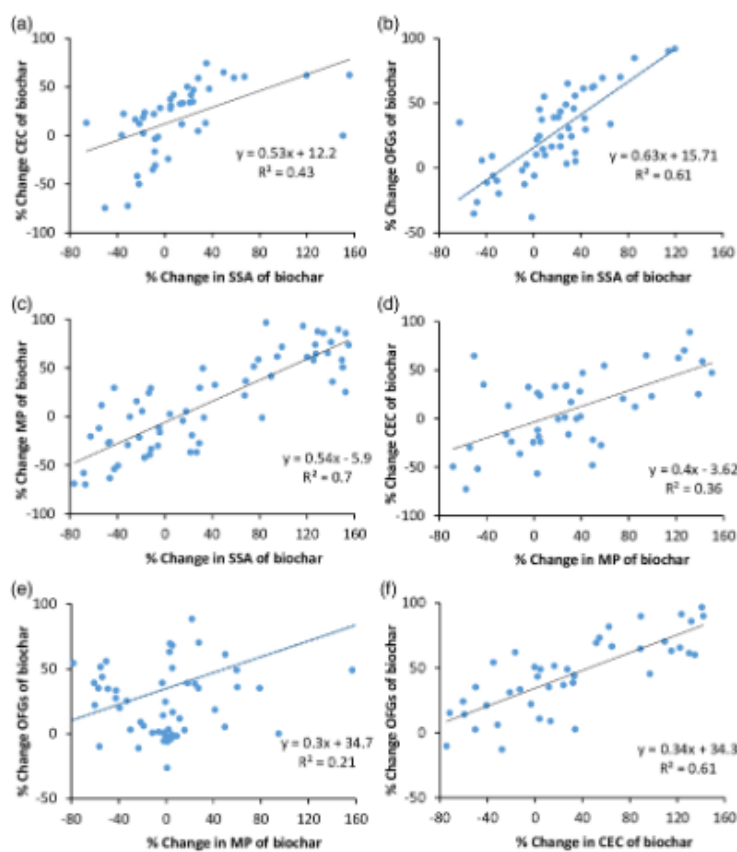 (a)
100
50
0
-50
-100
% Change CEC of biochar
y = 0.53x + 12.2
R² = 0.43
-80 -40 0 40 80 120 160
% Change in SSA of biochar
(b)
100
50
0
-50
% Change OFGs of biochar
y = 0.63x + 15.71
R² = 0.61
-80 -40 0 40 80 120 160
% Change in SSA of biochar
(c)
100
50
0
-50
-100
% Change MP of biochar
y = 0.54x - 5.9
R² = 0.7
-80 -40 0 40 80 120 160
% Change in SSA of biochar
(d)
100
50
0
-50
-100
% Change CEC of biochar
y = 0.4x - 3.62
R² = 0.36
-80 -40 0 40 80 120 160
% Change in MP of biochar
(e)
100
50
0
-50
% Change OFGs of biochar
y = 0.3x + 34.7
R² = 0.21
-80 -40 0 40 80 120 160
% Change in MP of biochar
(f)
100
50
0
-50
% Change OFGs of biochar
y = 0.34x + 34.3
R² = 0.61
-80 -40 0 40 80 120 160
% Change in CEC of biochar